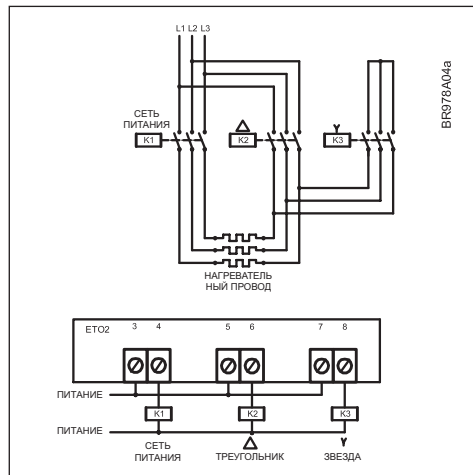 L1 L2 L3
BR978A04a
СЕТЬ
ПИТАНИЯ
K1
K2
K3
НАГРЕВАТЕЛЬ
НЫЙ ПРОВОД
ETO2
3 4 5 6 7 8
ПИТАНИЕ
K1 K2 K3
ПИТАНИЕ
СЕТЬ
ПИТАНИЯ
ТРЕУГОЛЬНИК
ЗВЕЗДА